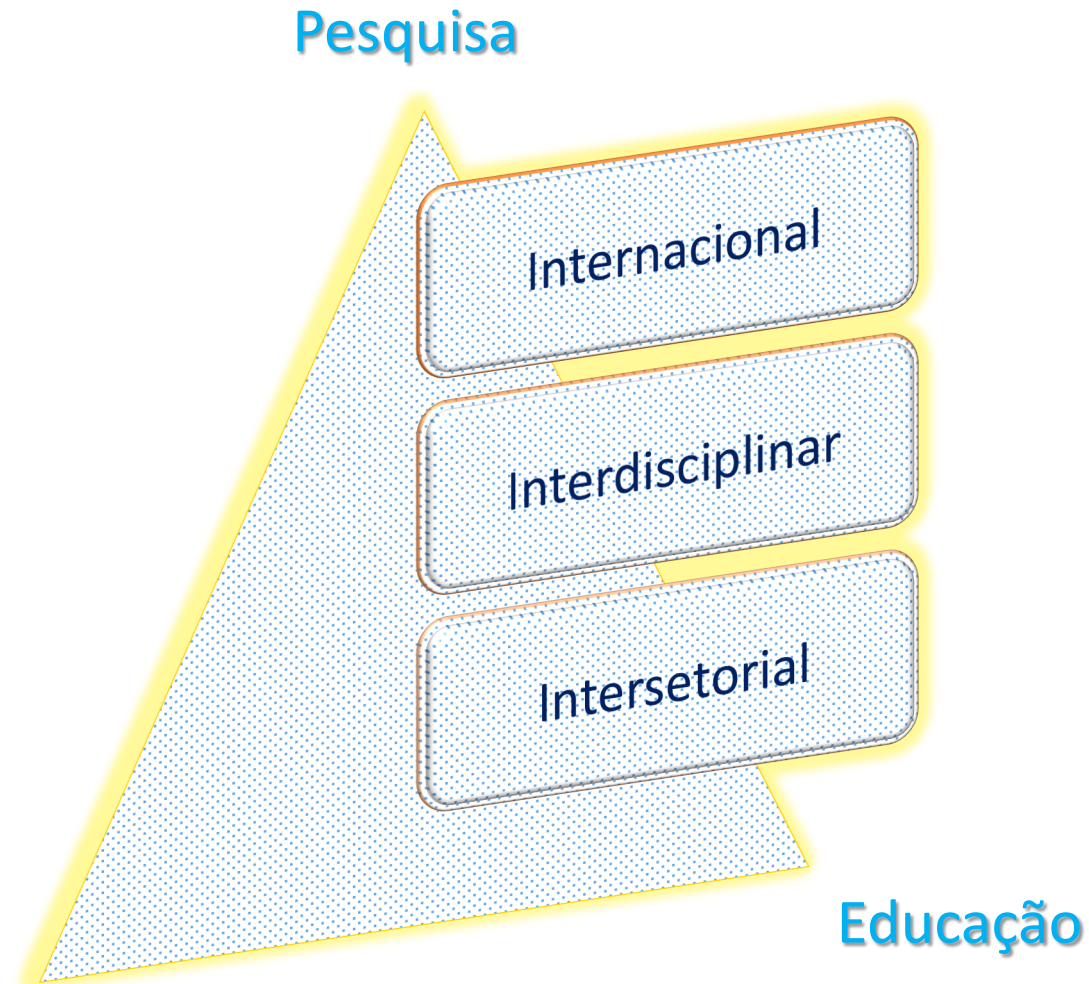 Pesquisa
Internacional
Interdisciplinar
Intersetorial
Educação